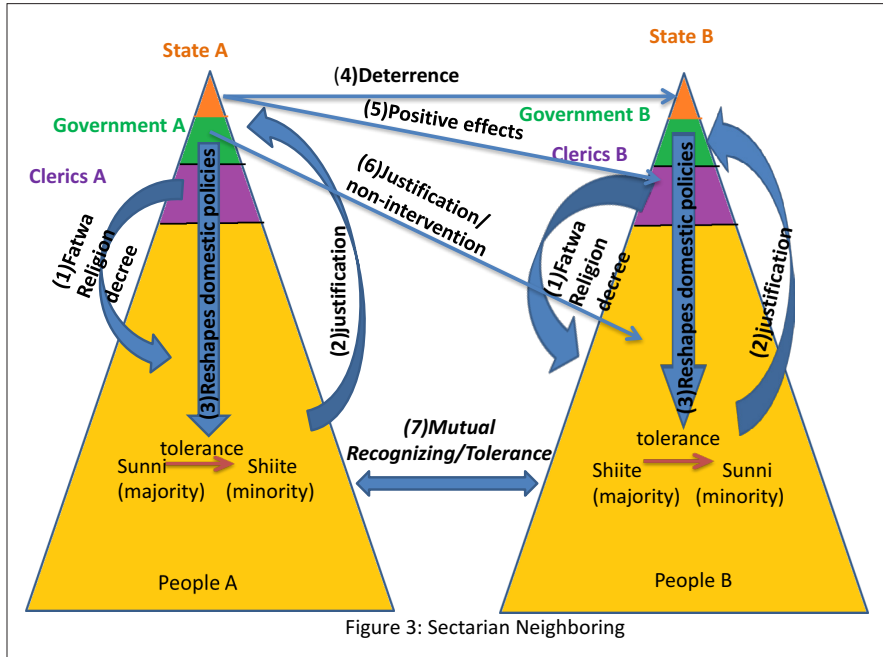 State A
State B
(4)Deterrence
(5)Positive effects
Government A
Government B
Clerics A
Clerics B
(6)Justification/
non-intervention
(1)Fatwa
Religion
decree
(2)justification
(3)Reshapes domestic policies
(1)Fatwa
Religion
decree
(2)justification
(3)Reshapes domestic policies
(7)Mutual
Recognizing/Tolerance
tolerance
Sunni
(majority)
Shiite
(minority)
tolerance
Shiite
(majority)
Sunni
(minority)
People A
People B
Figure 3: Sectarian Neighboring